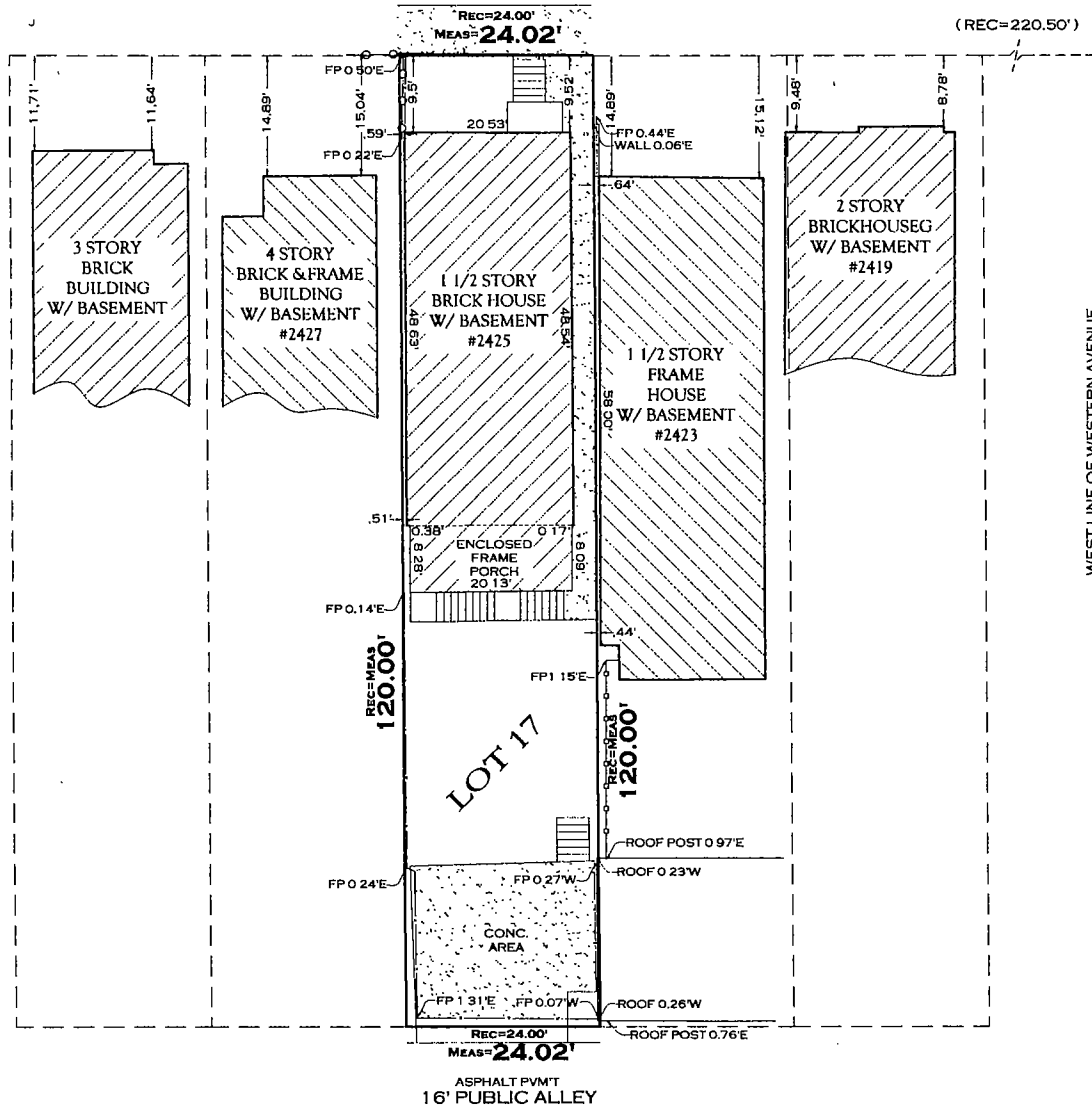 REC=24.00'
MEAS=24.02'
(REC=220.50')
FP 0 50'E
9.5'
9.52'
11.71'
11.64'
14.89'
15.04'
.59'
20 53'
14.89'
15.12'
9.48'
8.78'
FP 0.44'E
WALL 0.06'E
FP 0.22'E
.64'
3 STORY
BRICK
BUILDING
W/ BASEMENT
4 STORY
BRICK & FRAME
BUILDING
W/ BASEMENT
#2427
1 1/2 STORY
BRICK HOUSE
W/ BASEMENT
#2425
48 63'
48.54'
2 STORY
BRICKHOUSEG
W/ BASEMENT
#2419
1 1/2 STORY
FRAME
HOUSE
W/ BASEMENT
#2423
WEST LINE OF WESTERN AVENUE
.51'
0.38'
0 17'
8 28'
8.09'
ENCLOSED
FRAME
PORCH
20 13'
FP 0.14'E
.44'
FP1 15'E
REC=MEAS
120.00'
REC=MEAS
120.00'
LOT 17
ROOF POST 0 97'E
FP 0 24'E
FP 0 27'W
ROOF 0 23'W
CONC.
AREA
FP 1 31'E
FP 0.07'W
ROOF 0.26'W
REC=24.00'
MEAS=24.02'
ROOF POST 0.76'E
ASPHALT PVM'T
16' PUBLIC ALLEY